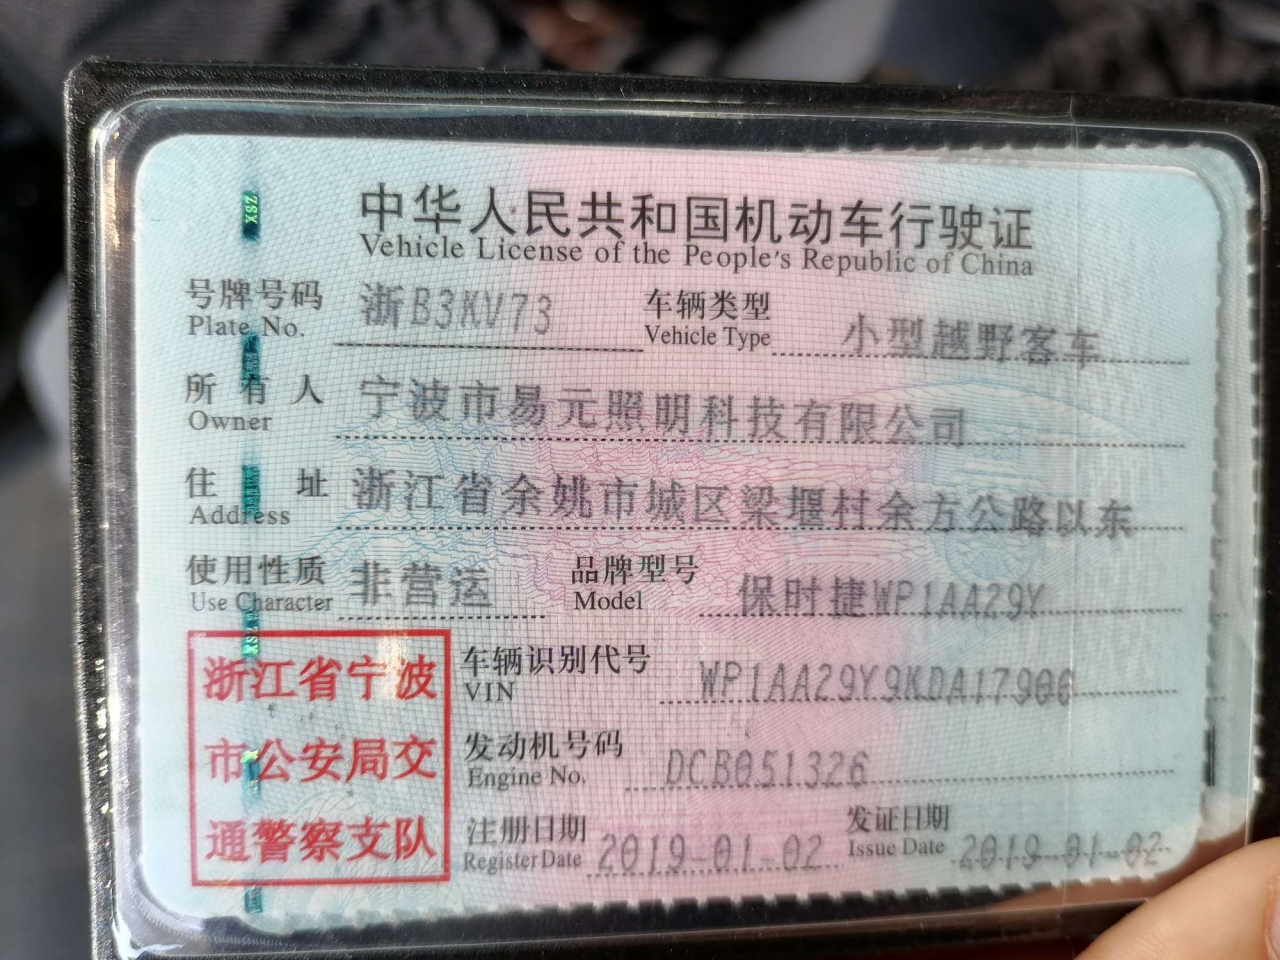 中华人民共和国机动车行驶证
Vehicle License of the People's Republic of China
号牌号码 浙B3KV73 车辆类型 小型越野客车
Plate No. Vehicle Type
所有人 宁波市易元照明科技有限公司
Owner
住址 浙江省余姚市城区梁堰村余方公路以东
Address
使用性质 非营运 品牌型号 保时捷WP1AA29Y
Use Character Model
浙江省宁波
市公安局交
通警察支队
车辆识别代号 WP1AA29Y9KDA17906
VIN
发动机号码 DCB051326
Engine No.
注册日期 2019-01-02 发证日期 2019-01-02
Register Date Issue Date
XSZ
XSZ